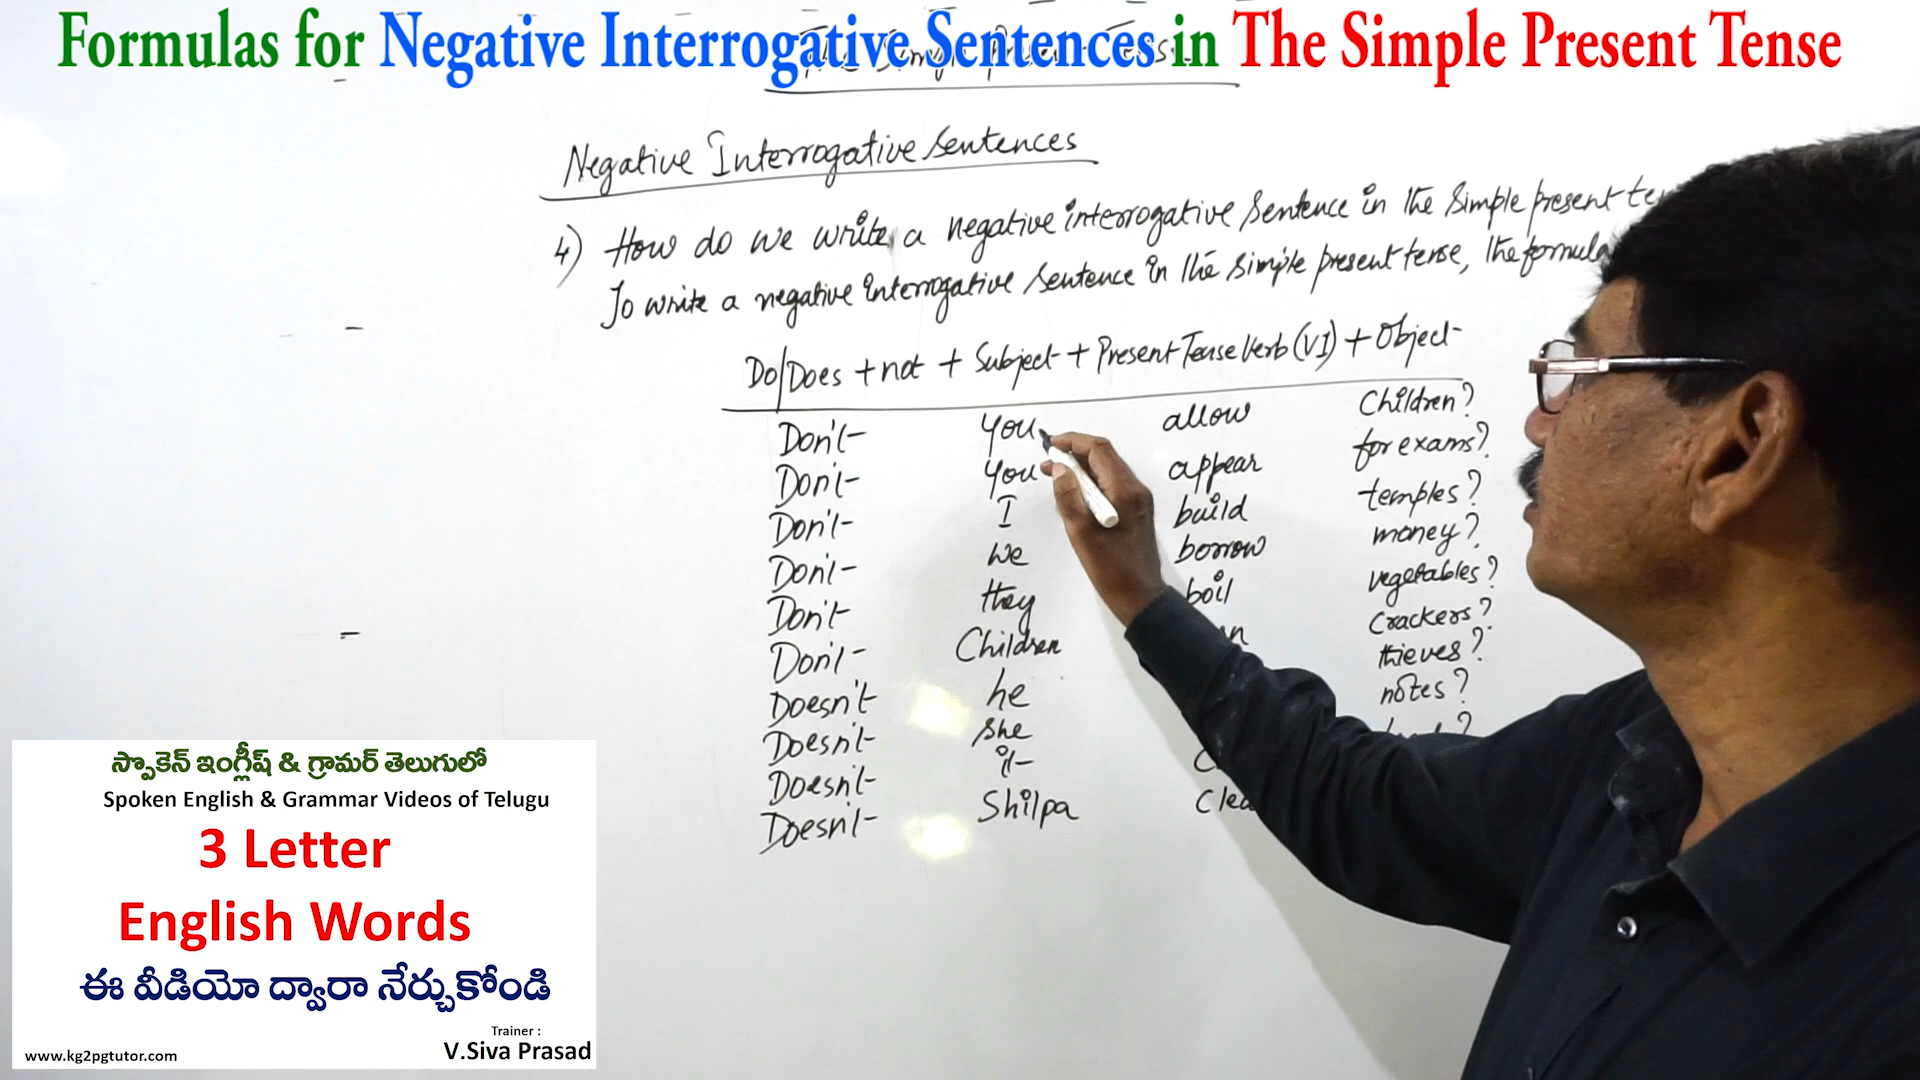 Formulas for Negative Interrogative Sentences in The Simple Present Tense
Negative Interrogative Sentences
4) How do we write a negative interrogative sentence in the simple present
To write a negative interrogative sentence in the simple present tense, the formula
Do/Does + not + Subject + Present Tense Verb (V1) + Object
Don't you allow children?
Don't you appear for exams?
Don't I build temples?
Don't we borrow money?
Don't they boil vegetables?
Don't children crackers?
Doesn't he thieves?
Doesn't she notes?
Doesn't it
Doesn't Shilpa
స్పొకెన్ ఇంగ్లీష్ & గ్రామర్ తెలుగులో
Spoken English & Grammar Videos of Telugu
3 Letter
English Words
ఈ వీడియో ద్వారా నేర్చుకోండి
Trainer :
www.kg2pgtutor.com V.Siva Prasad